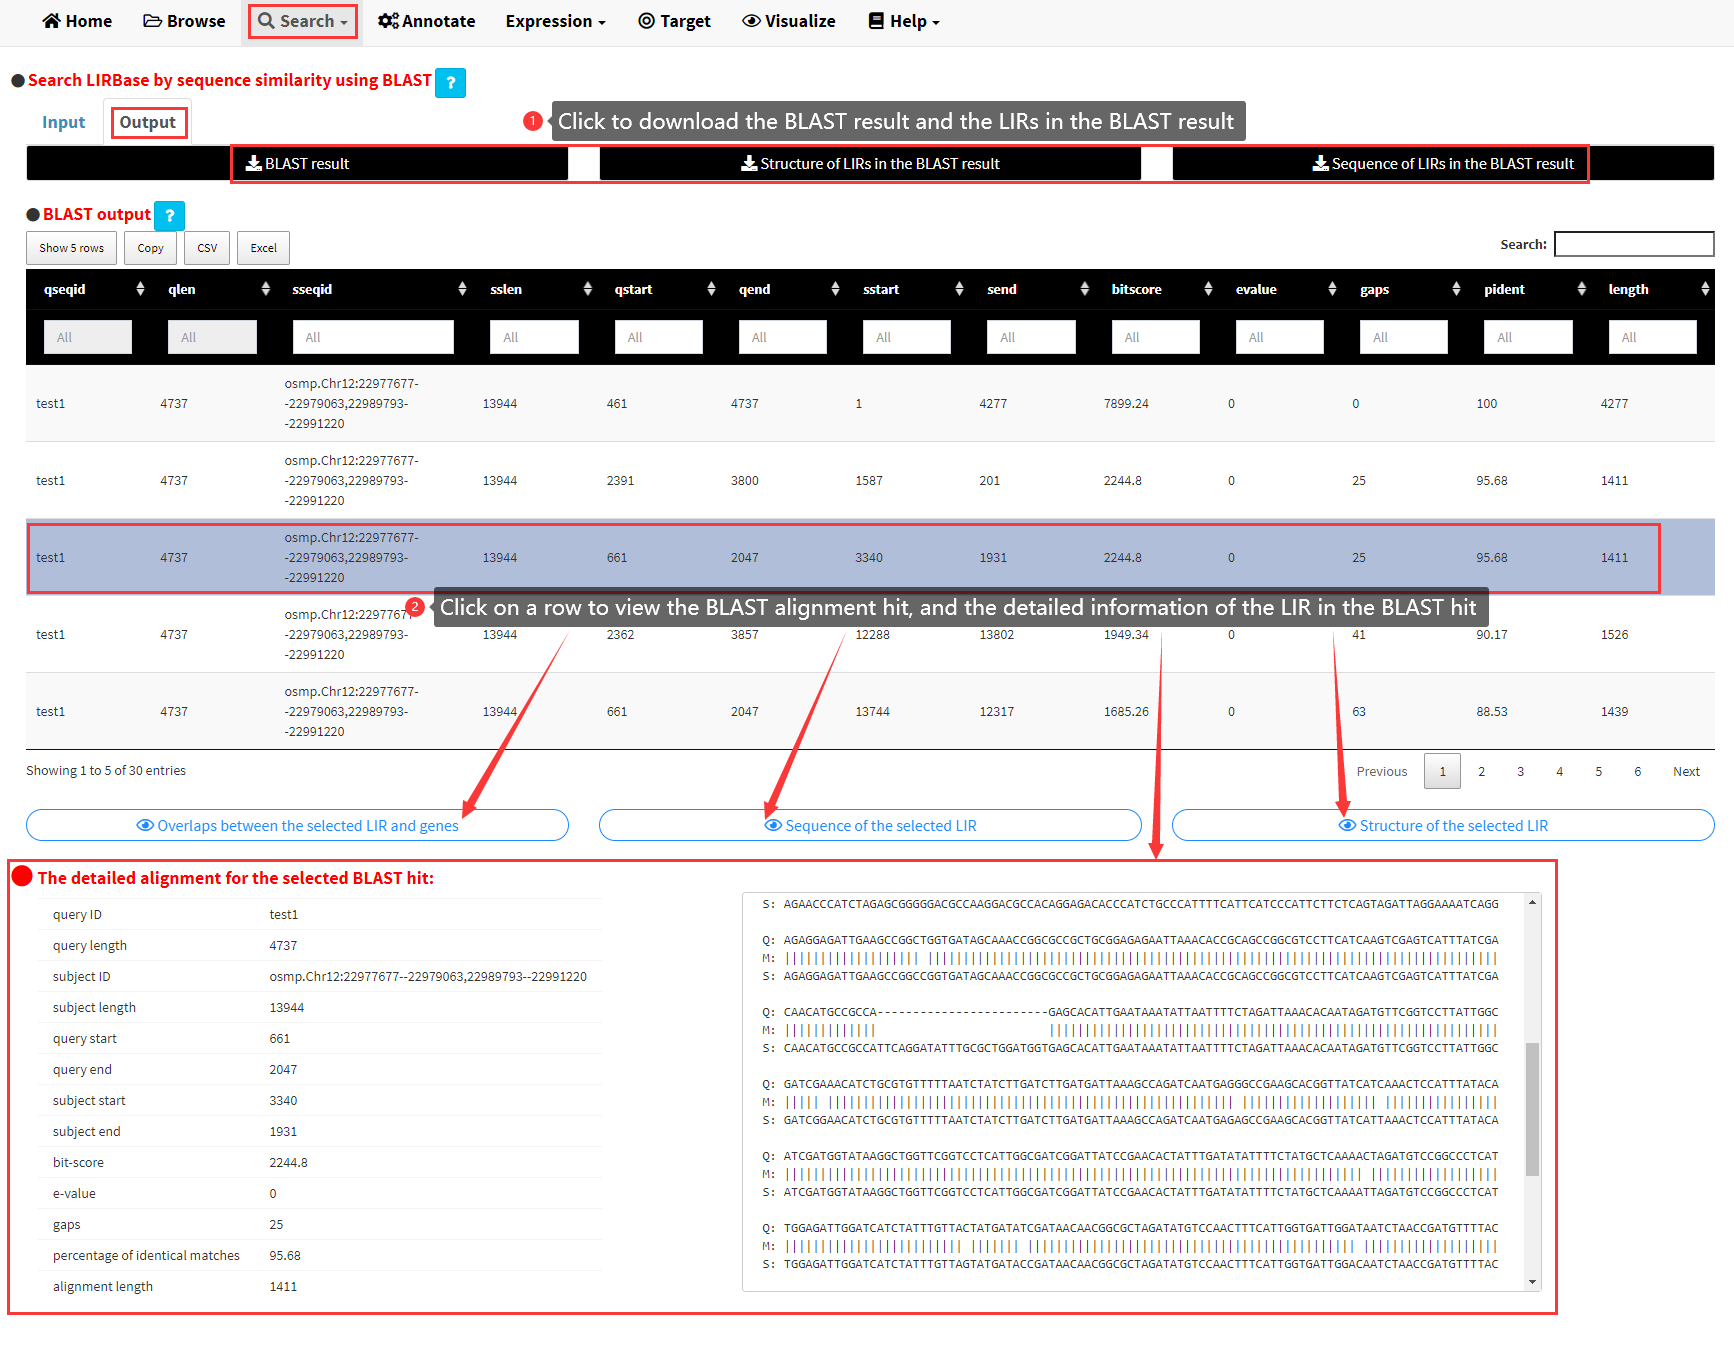 Home Browse Search Annotate Expression Target Visualize Help
Search LIRBase by sequence similarity using BLAST ?
Input Output
1 Click to download the BLAST result and the LIRs in the BLAST result
BLAST result Structure of LIRs in the BLAST result Sequence of LIRs in the BLAST result
BLAST output ?
Show 5 rows Copy CSV Excel Search:
qseqid qlen sseqid sslen qstart qend sstart send bitscore evalue gaps pident length
All All All All All All All All All All All All All
osmp.Chr12:22977677-
test1 4737 -22979063,22989793- 13944 461 4737 1 4277 7899.24 0 0 100 4277
-22991220
osmp.Chr12:22977677-
test1 4737 -22979063,22989793- 13944 2391 3800 1587 201 2244.8 0 25 95.68 1411
-22991220
osmp.Chr12:22977677-
test1 4737 -22979063,22989793- 13944 661 2047 3340 1931 2244.8 0 25 95.68 1411
-22991220
2 Click on a row to view the BLAST alignment hit, and the detailed information of the LIR in the BLAST hit
osmp.Chr12:2297767
test1 4737 -22979063,22989793- 13944 2362 3857 12288 13802 1949.34 0 41 90.17 1526
-22991220
osmp.Chr12:22977677-
test1 4737 -22979063,22989793- 13944 661 2047 13744 12317 1685.26 0 63 88.53 1439
-22991220
Showing 1 to 5 of 30 entries Previous 1 2 3 4 5 6 Next
Overlaps between the selected LIR and genes Sequence of the selected LIR Structure of the selected LIR
The detailed alignment for the selected BLAST hit:
query ID test1
query length 4737
subject ID osmp.Chr12:22977677--22979063,22989793--22991220
subject length 13944
query start 661
query end 2047
subject start 3340
subject end 1931
bit-score 2244.8
e-value 0
gaps 25
percentage of identical matches 95.68
alignment length 1411
S: AGAACCCATCTAGAGCGGGGGACGCCAAGGACGCCACAGGAGACACCCATCTGCCCATTTTCATTCATCCCATTCTTCTCAGTAGATTAGGAAAATCAGG
Q: AGAGGAGATTGAAGCCGGCTGGTGATAGCAAACCGGCGCCGCTGCGGAGAGAATTAAACACCGCAGCCGGCGTCCTTCATCAAGTCGAGTCATTTATCGA
M:
S: AGAGGAGATTGAAGCCGGCCGGTGATAGCAAACCGGCGCCGCTGCGGAGAGAATTAAACACCGCAGCCGGCGTCCTTCATCAAGTCGAGTCATTTATCGA
Q: CAACATGCCGCCA------------------------GAGCACATTGAATAAATATTAATTTTCTAGATTAAACACAATAGATGTTCGGTCCTTATTGGC
M:
S: CAACATGCCGCCATTCAGGATATTTGCGCTGGATGGTGAGCACATTGAATAAATATTAATTTTCTAGATTAAACACAATAGATGTTCGGTCCTTATTGGC
Q: GATCGAAACATCTGCGTGTTTTTAATCTATCTTGATCTTGATGATTAAAGCCAGATCAATGAGGGCCGAAGCACGGTTATCATCAAACTCCATTTATACA
M:
S: GATCGGAACATCTGCGTGTTTTTAATCTATCTTGATCTTGATGATTAAAGCCAGATCAATGAGAGCCGAAGCACGGTTATCATTAAACTCCATTTATACA
Q: ATCGATGGTATAAGGCTGGTTCGGTCCTCATTGGCGATCGGATTATCCGAACACTATTTGATATATTTTCTATGCTCAAAACTAGATGTCCGGCCCTCAT
M:
S: ATCGATGGTATAAGGCTGGTTCGGTCCTCATTGGCGATCGGATTATCCGAACACTATTTGATATATTTTCTATGCTCAAAATTAGATGTCCGGCCCTCAT
Q: TGGAGATTGGATCATCTATTTGTTACTATGATATCGATAACAACGGCGCTAGATATGTCCAACTTTCATTGGTGATTGGATAATCTAACCGATGTTTTAC
M:
S: TGGAGATTGGATCATCTATTTGTTAGTATGATACCGATAACAACGGCGCTAGATATGTCCAACTTTCATTGGTGATTGGACAATCTAACCGATGTTTTAC